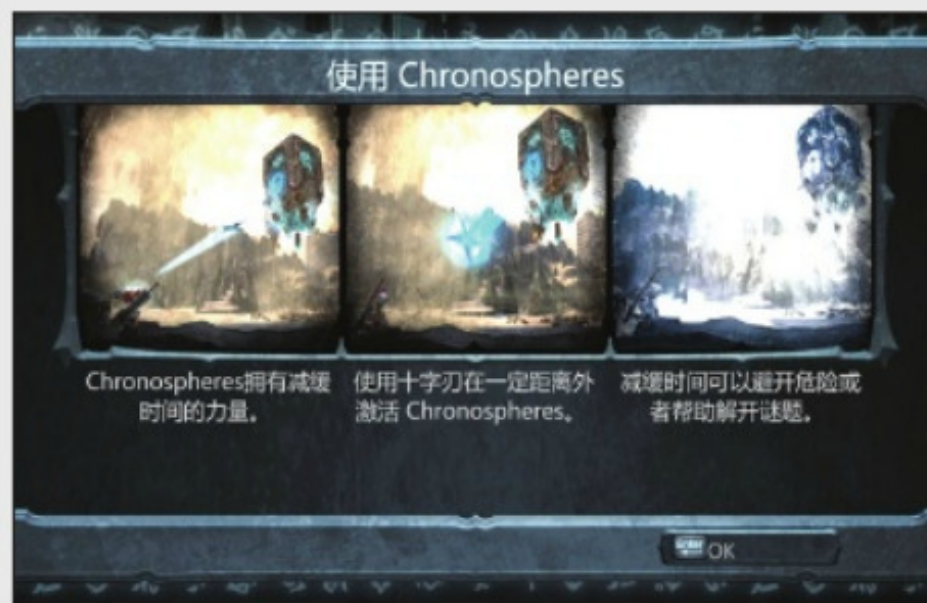 使用 Chronospheres
Chronospheres拥有减缓
时间的力量。
使用十字刃在一定距离外
激活 Chronospheres。
减缓时间可以避开危险或
者帮助解开谜题。
OK